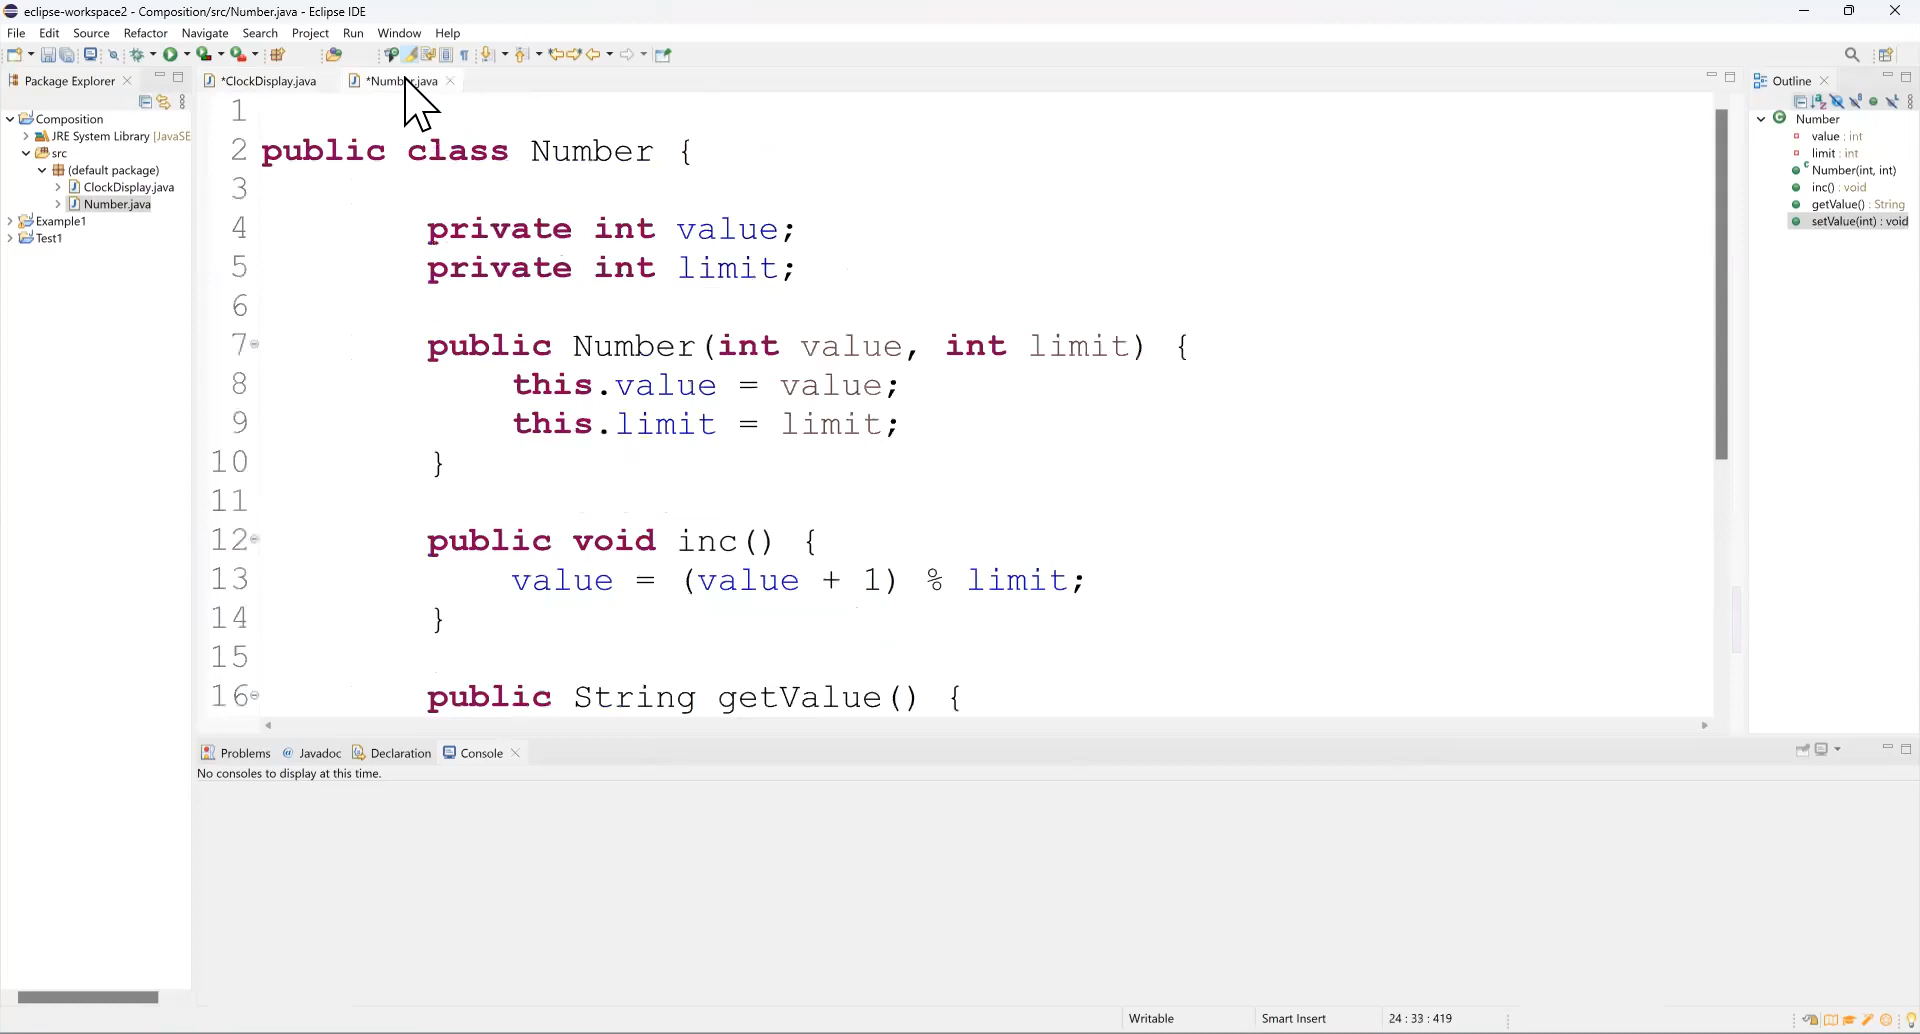 eclipse-workspace2 - Composition/src/Number.java - Eclipse IDE
File Edit Source Refactor Navigate Search Project Run Window Help
Package Explorer
*ClockDisplay.java
*Number.java
Outline
Composition
JRE System Library [JavaSE
src
(default package)
ClockDisplay.java
Number.java
Example1
Test1
1
2 public class Number {
3
4 private int value;
5 private int limit;
6
7 public Number(int value, int limit) {
8 this.value = value;
9 this.limit = limit;
10 }
11
12 public void inc() {
13 value = (value + 1) % limit;
14 }
15
16 public String getValue() {
Number
value : int
limit : int
Number(int, int)
inc() : void
getValue() : String
setValue(int) : void
Problems @ Javadoc Declaration Console
No consoles to display at this time.
Writable Smart Insert 24 : 33 : 419